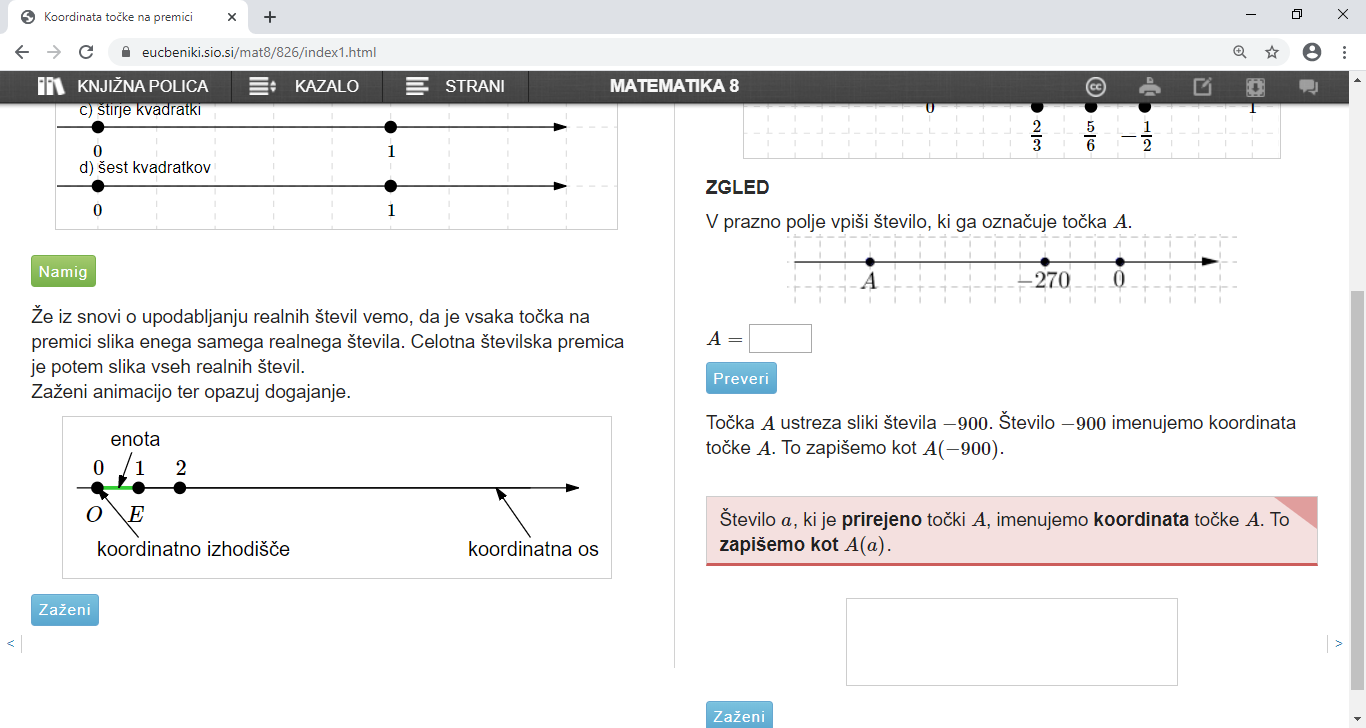 Koordinata točke na premici
eucbeniki.sio.si/mat8/826/index1.html
KNJIŽNA POLICA
KAZALO
STRANI
MATEMATIKA 8
cc
c) štirje kvadratki
0 1
d) šest kvadratkov
0 1
Namig
Že iz snovi o upodabljanju realnih števil vemo, da je vsaka točka na
premici slika enega samega realnega števila. Celotna številska premica
je potem slika vseh realnih števil.
Zaženi animacijo ter opazuj dogajanje.
enota
0 1 2
O E
koordinatno izhodišče koordinatna os
Zaženi
<
0 2/3 5/6 −1/2 1
ZGLED
V prazno polje vpiši število, ki ga označuje točka A.
A −270 0
A =
Preveri
Točka A ustreza sliki števila −900. Število −900 imenujemo koordinata
točke A. To zapišemo kot A(−900).
Število a, ki je prirejeno točki A, imenujemo koordinata točke A. To
zapišemo kot A(a).
Zaženi
>